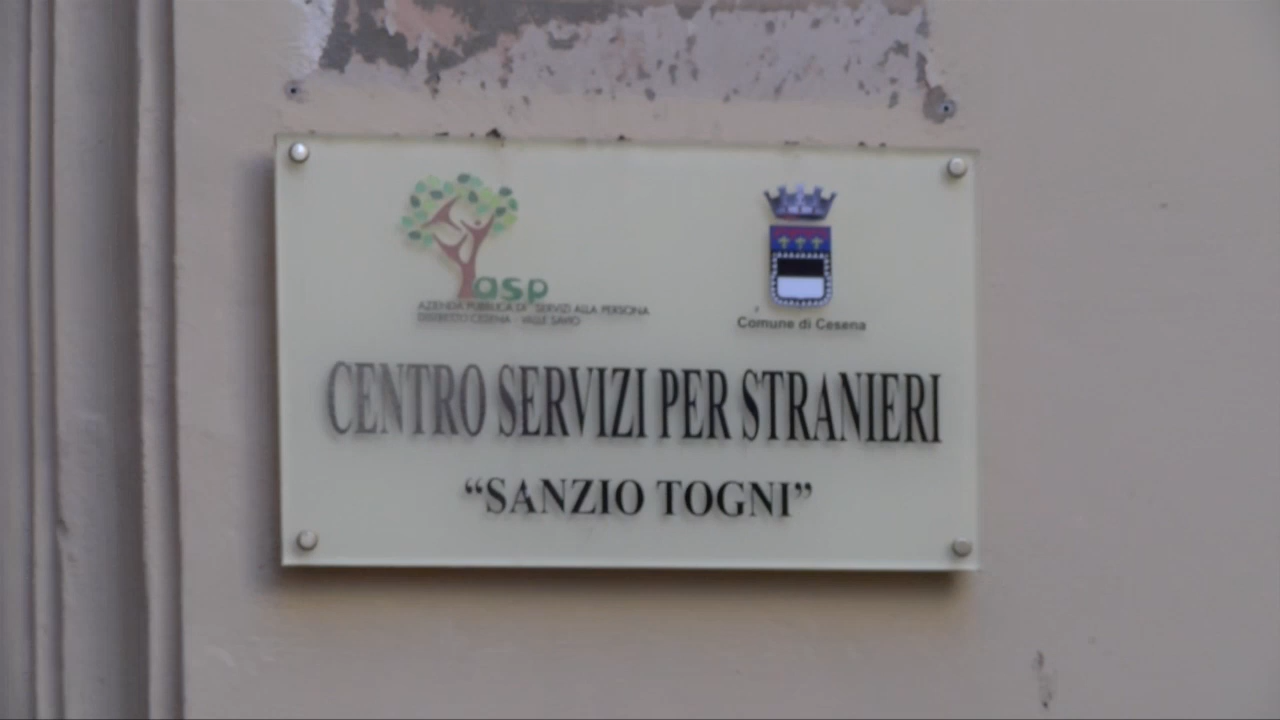 asp
AZIENDA PUBBLICA DI SERVIZI ALLA PERSONA
DISTRETTO CESENA - VALLE SAVIO
Comune di Cesena
CENTRO SERVIZI PER STRANIERI
“SANZIO TOGNI”